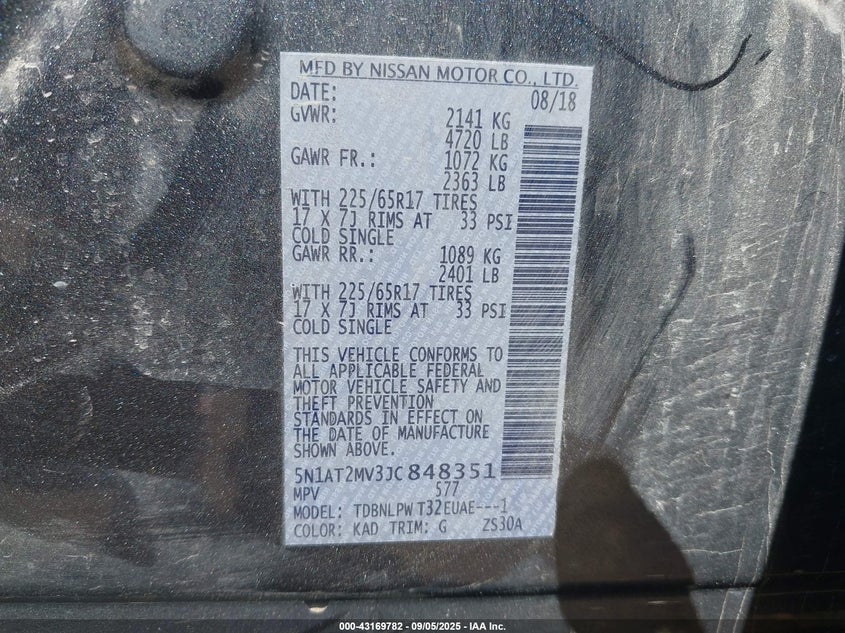 MFD BY NISSAN MOTOR CO., LTD.
DATE: 08/18
GVWR: 2141 KG
4720 LB
GAWR FR.: 1072 KG
2363 LB
WITH 225/65R17 TIRES
17 X 7J RIMS AT 33 PSI
COLD SINGLE
GAWR RR.: 1089 KG
2401 LB
WITH 225/65R17 TIRES
17 X 7J RIMS AT 33 PSI
COLD SINGLE
THIS VEHICLE CONFORMS TO
ALL APPLICABLE FEDERAL
MOTOR VEHICLE SAFETY AND
THEFT PREVENTION
STANDARDS IN EFFECT ON
THE DATE OF MANUFACTURE
SHOWN ABOVE.
5N1AT2MV3JC848351
MPV 577
MODEL: TDBNLPW T32EUAE---1
COLOR: KAD TRIM: G ZS30A
000-43169782 - 09/05/2025 - IAA Inc.